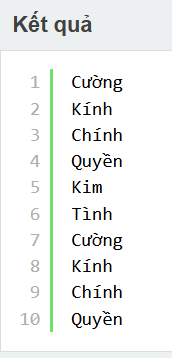 Kết quả
1 Cường
2 Kính
3 Chính
4 Quyền
5 Kim
6 Tình
7 Cường
8 Kính
9 Chính
10 Quyền